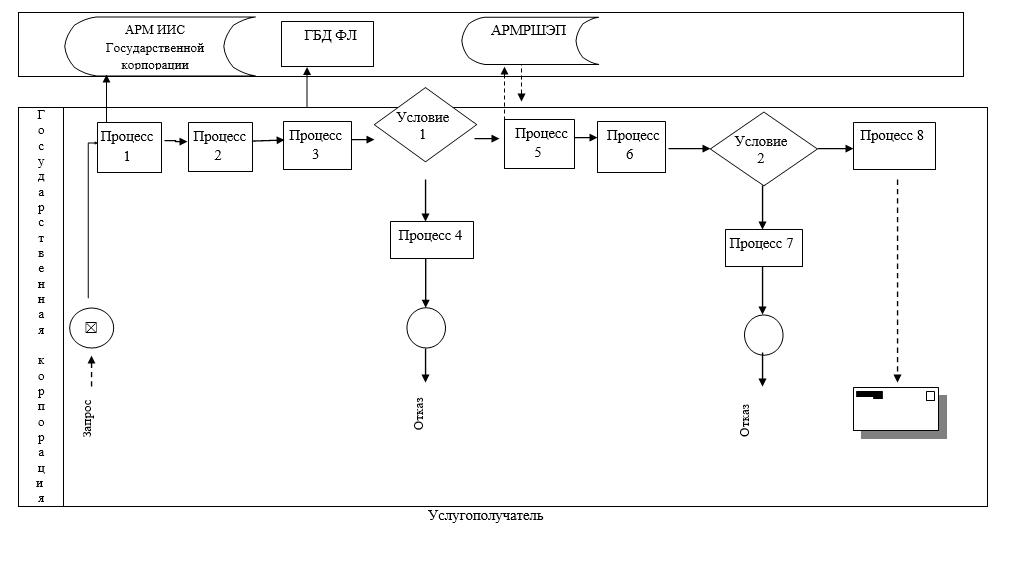 АРМ ИИС
Государственной
корпорации
ГБД ФЛ
АРМРШЭП
Государственная корпорация
Процесс
1
Процесс
2
Процесс
3
Условие
1
Процесс
5
Процесс
6
Условие
2
Процесс 8
Процесс 4
Процесс 7
Запрос
Отказ
Отказ
Услугополучатель